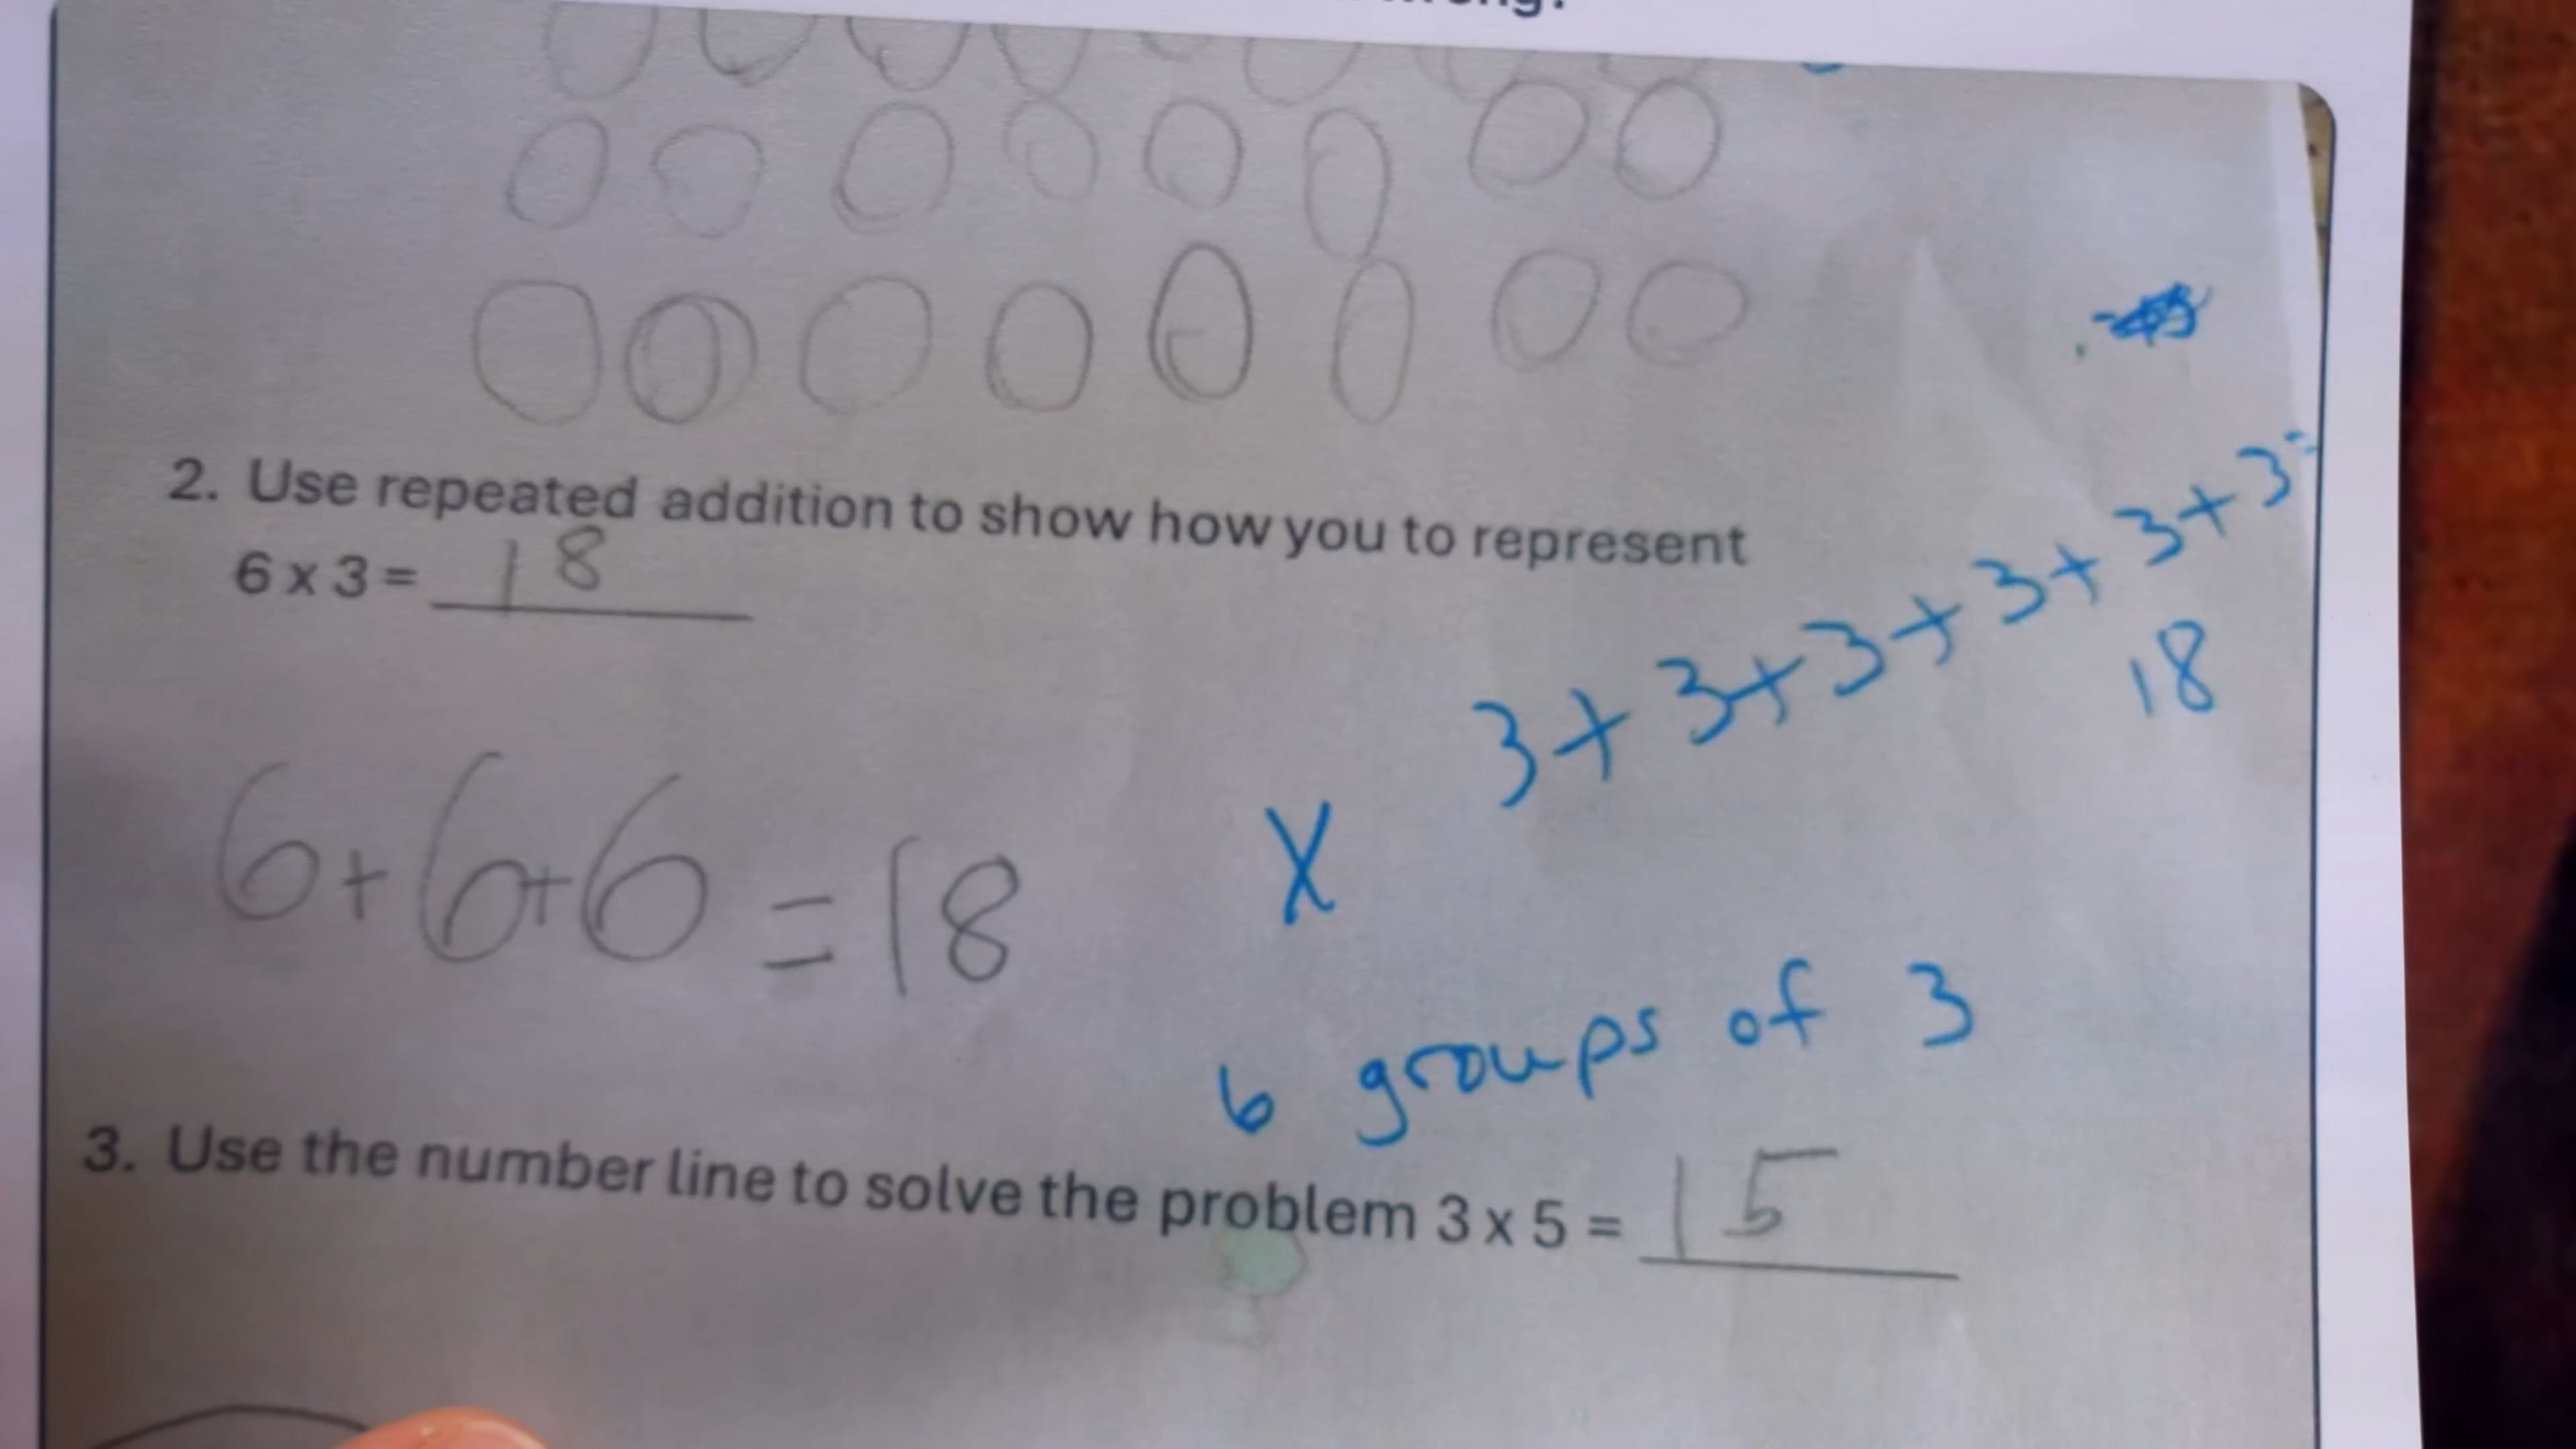 2. Use repeated addition to show how you to represent
6 x 3 = 18
3+3+3+3+3+3=
18
6+6+6 = 18
X
6 groups of 3
3. Use the number line to solve the problem 3 x 5 = 15